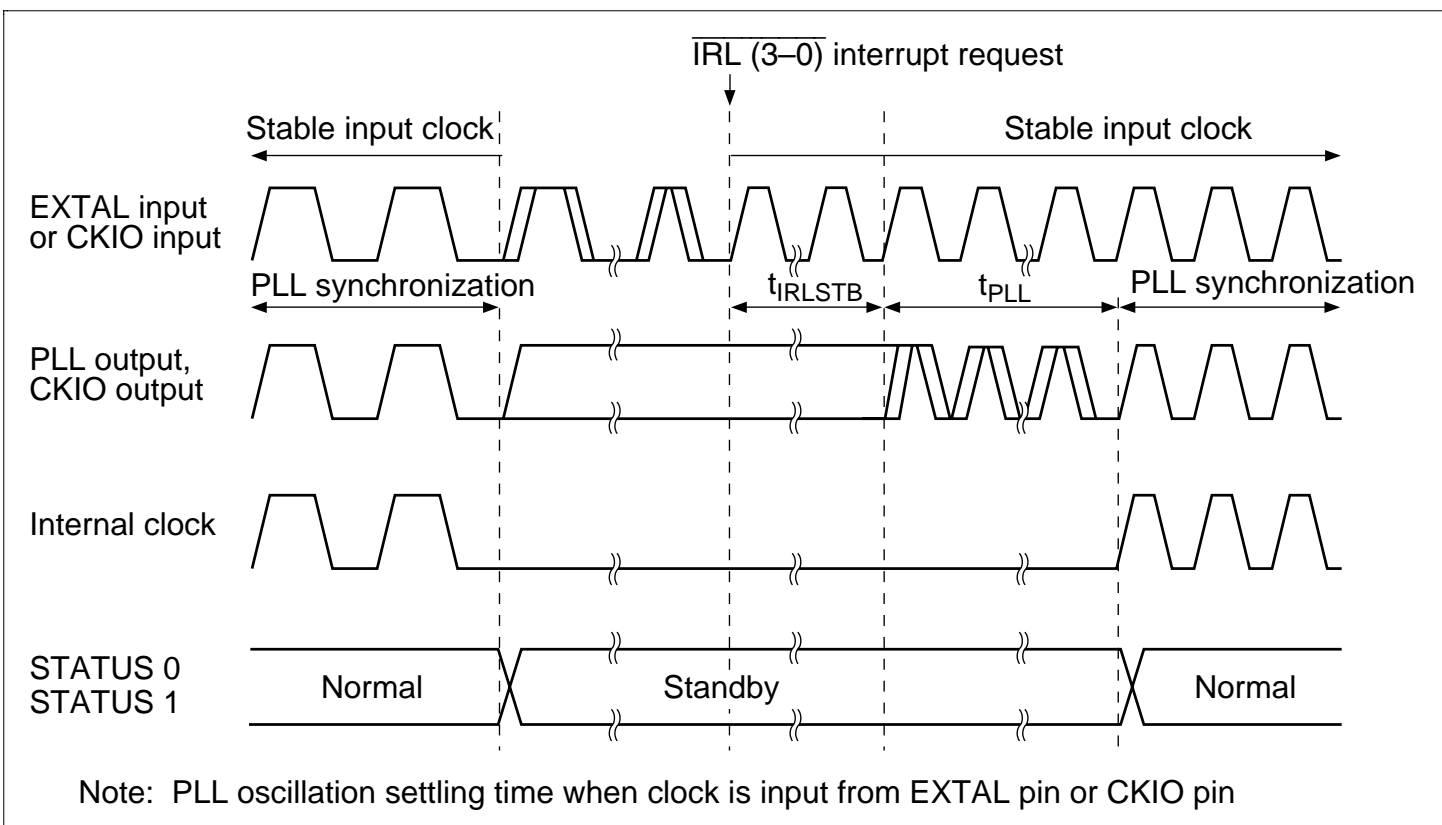 IRL (3–0) interrupt request
Stable input clock
Stable input clock
EXTAL input
or CKIO input
PLL synchronization
tIRLSTB
tPLL
PLL synchronization
PLL output,
CKIO output
Internal clock
STATUS 0
STATUS 1
Normal
Standby
Normal
Note: PLL oscillation settling time when clock is input from EXTAL pin or CKIO pin